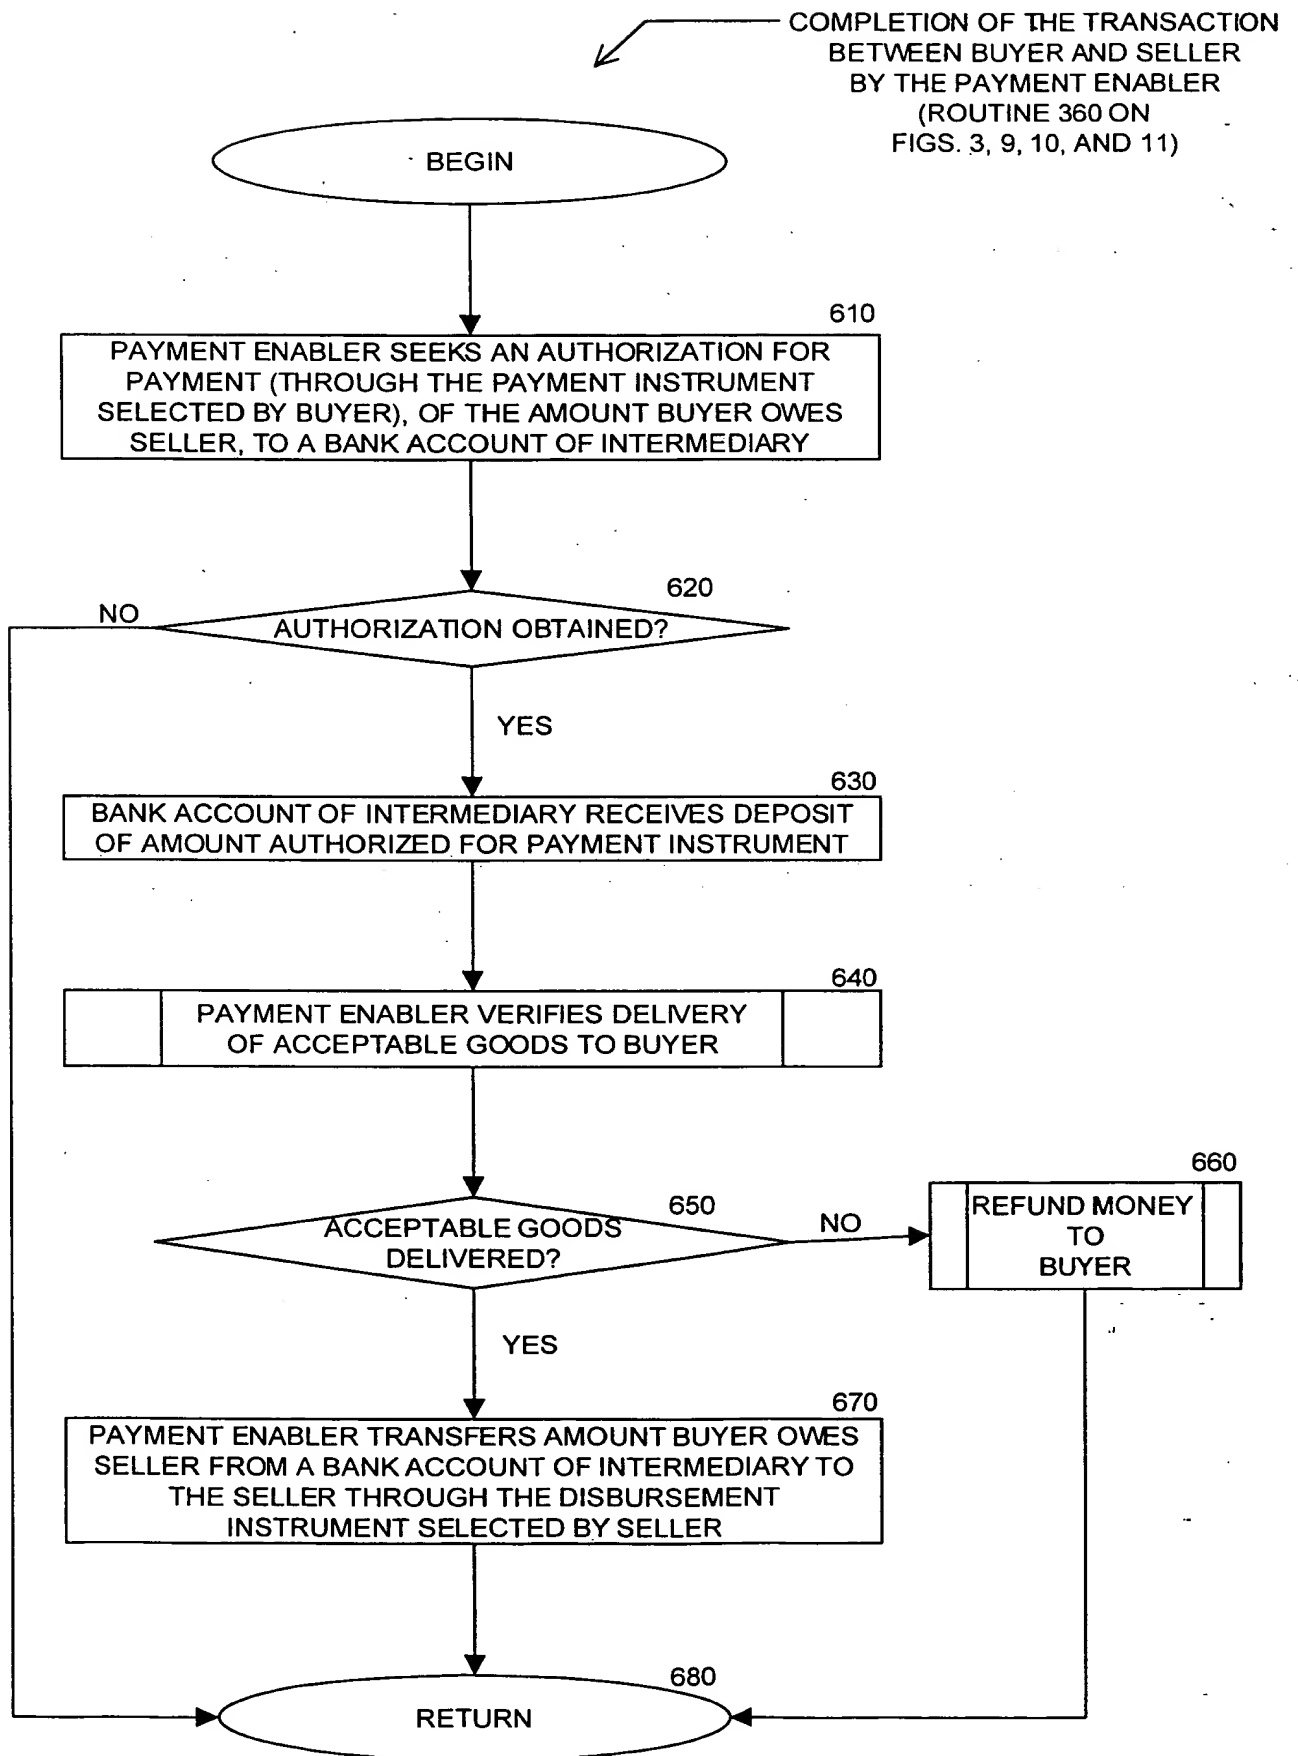 COMPLETION OF THE TRANSACTION
BETWEEN BUYER AND SELLER
BY THE PAYMENT ENABLER
(ROUTINE 360 ON
FIGS. 3, 9, 10, AND 11)
BEGIN
610
PAYMENT ENABLER SEEKS AN AUTHORIZATION FOR
PAYMENT (THROUGH THE PAYMENT INSTRUMENT
SELECTED BY BUYER), OF THE AMOUNT BUYER OWES
SELLER, TO A BANK ACCOUNT OF INTERMEDIARY
620
NO
AUTHORIZATION OBTAINED?
YES
630
BANK ACCOUNT OF INTERMEDIARY RECEIVES DEPOSIT
OF AMOUNT AUTHORIZED FOR PAYMENT INSTRUMENT
640
PAYMENT ENABLER VERIFIES DELIVERY
OF ACCEPTABLE GOODS TO BUYER
650
ACCEPTABLE GOODS
DELIVERED?
NO
660
REFUND MONEY
TO
BUYER
YES
670
PAYMENT ENABLER TRANSFERS AMOUNT BUYER OWES
SELLER FROM A BANK ACCOUNT OF INTERMEDIARY TO
THE SELLER THROUGH THE DISBURSEMENT
INSTRUMENT SELECTED BY SELLER
680
RETURN